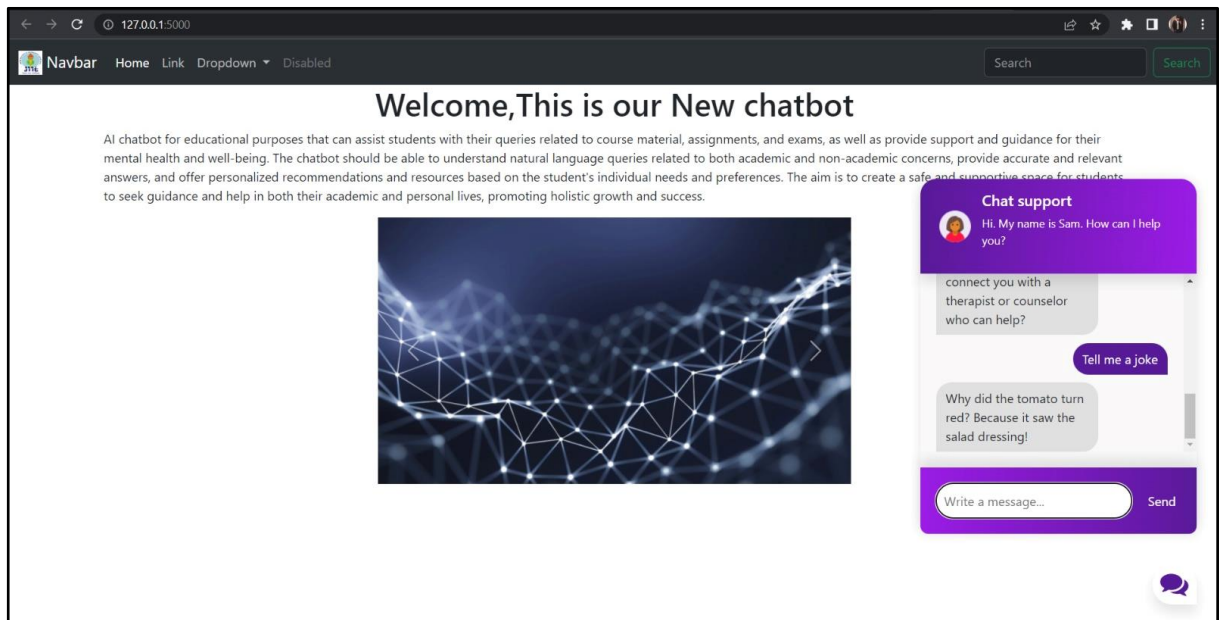 127.0.0.1:5000
Navbar Home Link Dropdown Disabled Search Search
Welcome,This is our New chatbot
AI chatbot for educational purposes that can assist students with their queries related to course material, assignments, and exams, as well as provide support and guidance for their
mental health and well-being. The chatbot should be able to understand natural language queries related to both academic and non-academic concerns, provide accurate and relevant
answers, and offer personalized recommendations and resources based on the student's individual needs and preferences. The aim is to create a safe and supportive space for students
to seek guidance and help in both their academic and personal lives, promoting holistic growth and success.
Chat support
Hi. My name is Sam. How can I help
you?
connect you with a
therapist or counselor
who can help?
Tell me a joke
Why did the tomato turn
red? Because it saw the
salad dressing!
Write a message...
Send